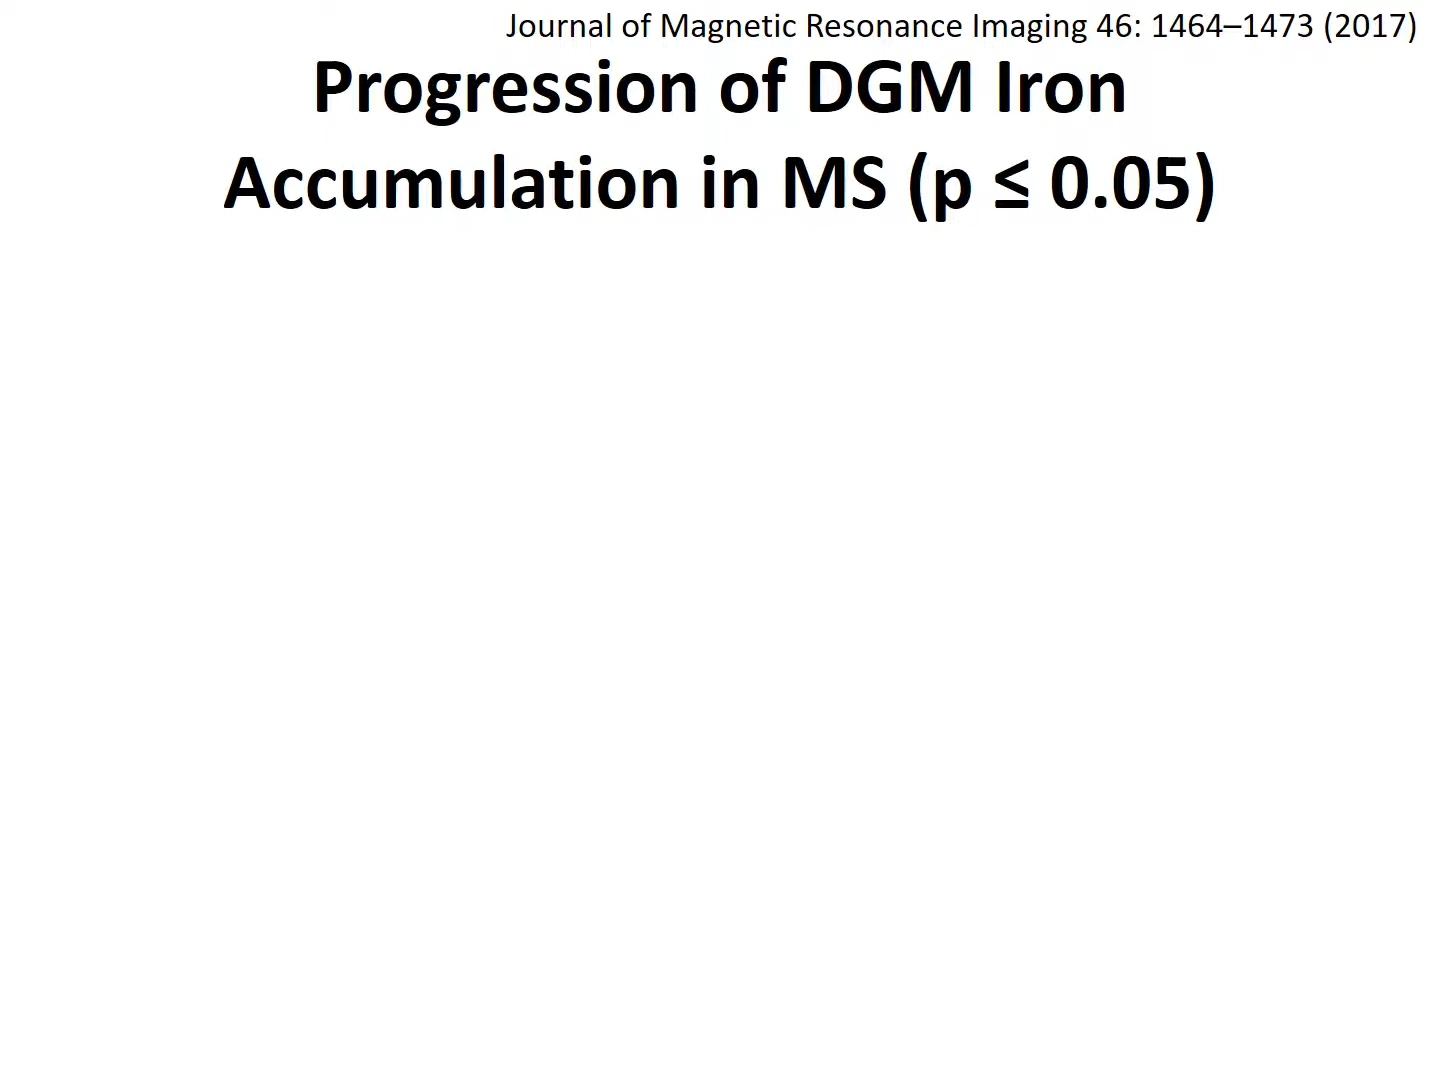 Journal of Magnetic Resonance Imaging 46: 1464–1473 (2017)
Progression of DGM Iron
Accumulation in MS (p ≤ 0.05)